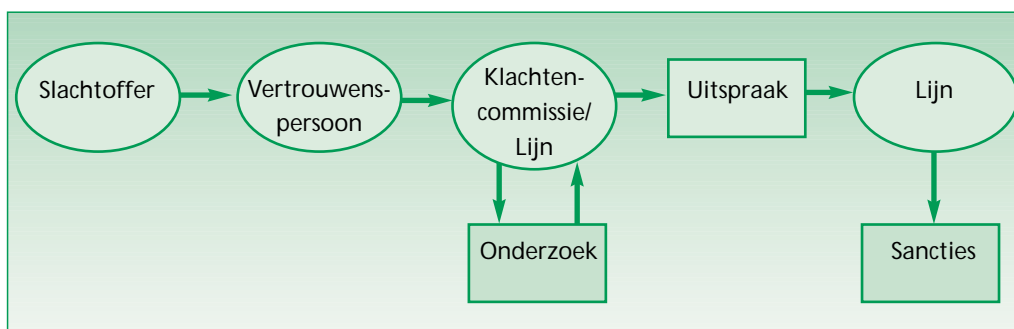 Slachtoffer
Vertrouwens-
persoon
Klachten-
commissie/
Lijn
Uitspraak
Lijn
Onderzoek
Sancties